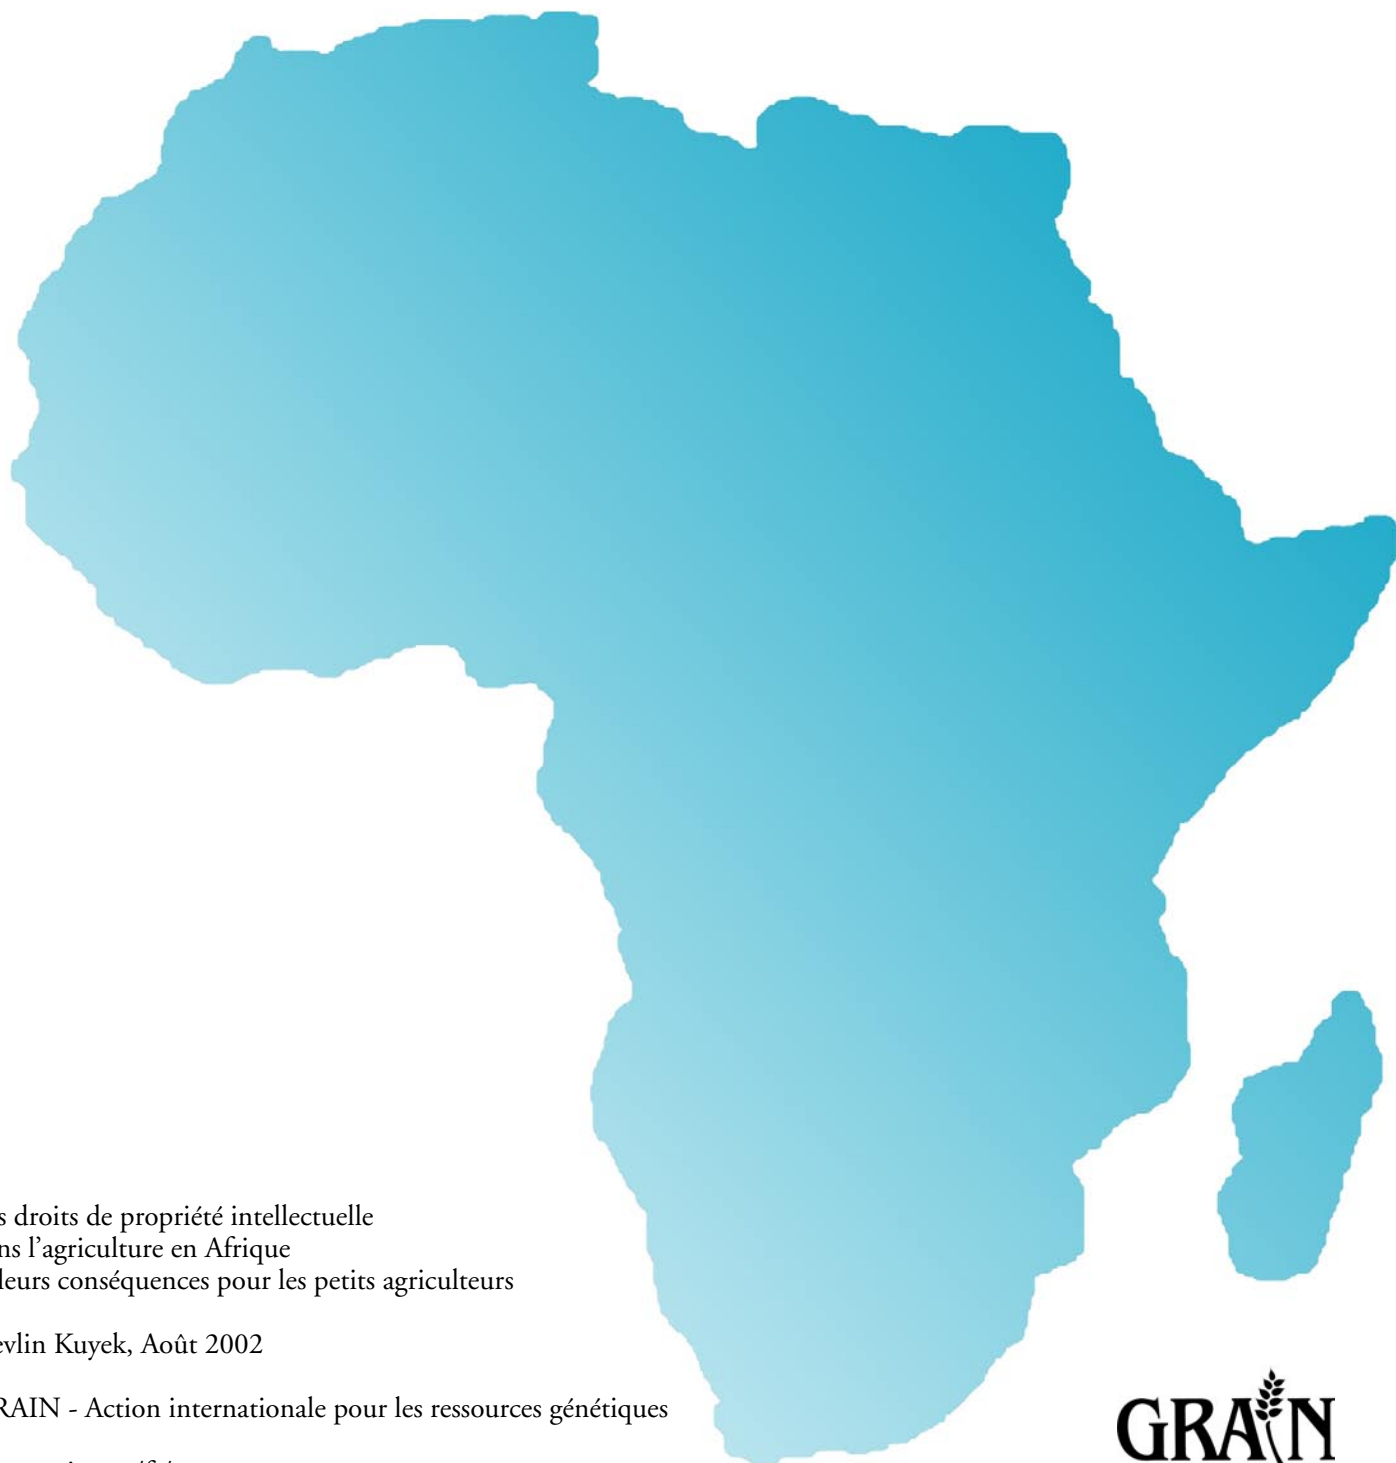 s droits de propriété intellectuelle
ns l’agriculture en Afrique
leurs conséquences pour les petits agriculteurs
evlin Kuyek, Août 2002
RAIN - Action internationale pour les ressources génétiques
GRAIN